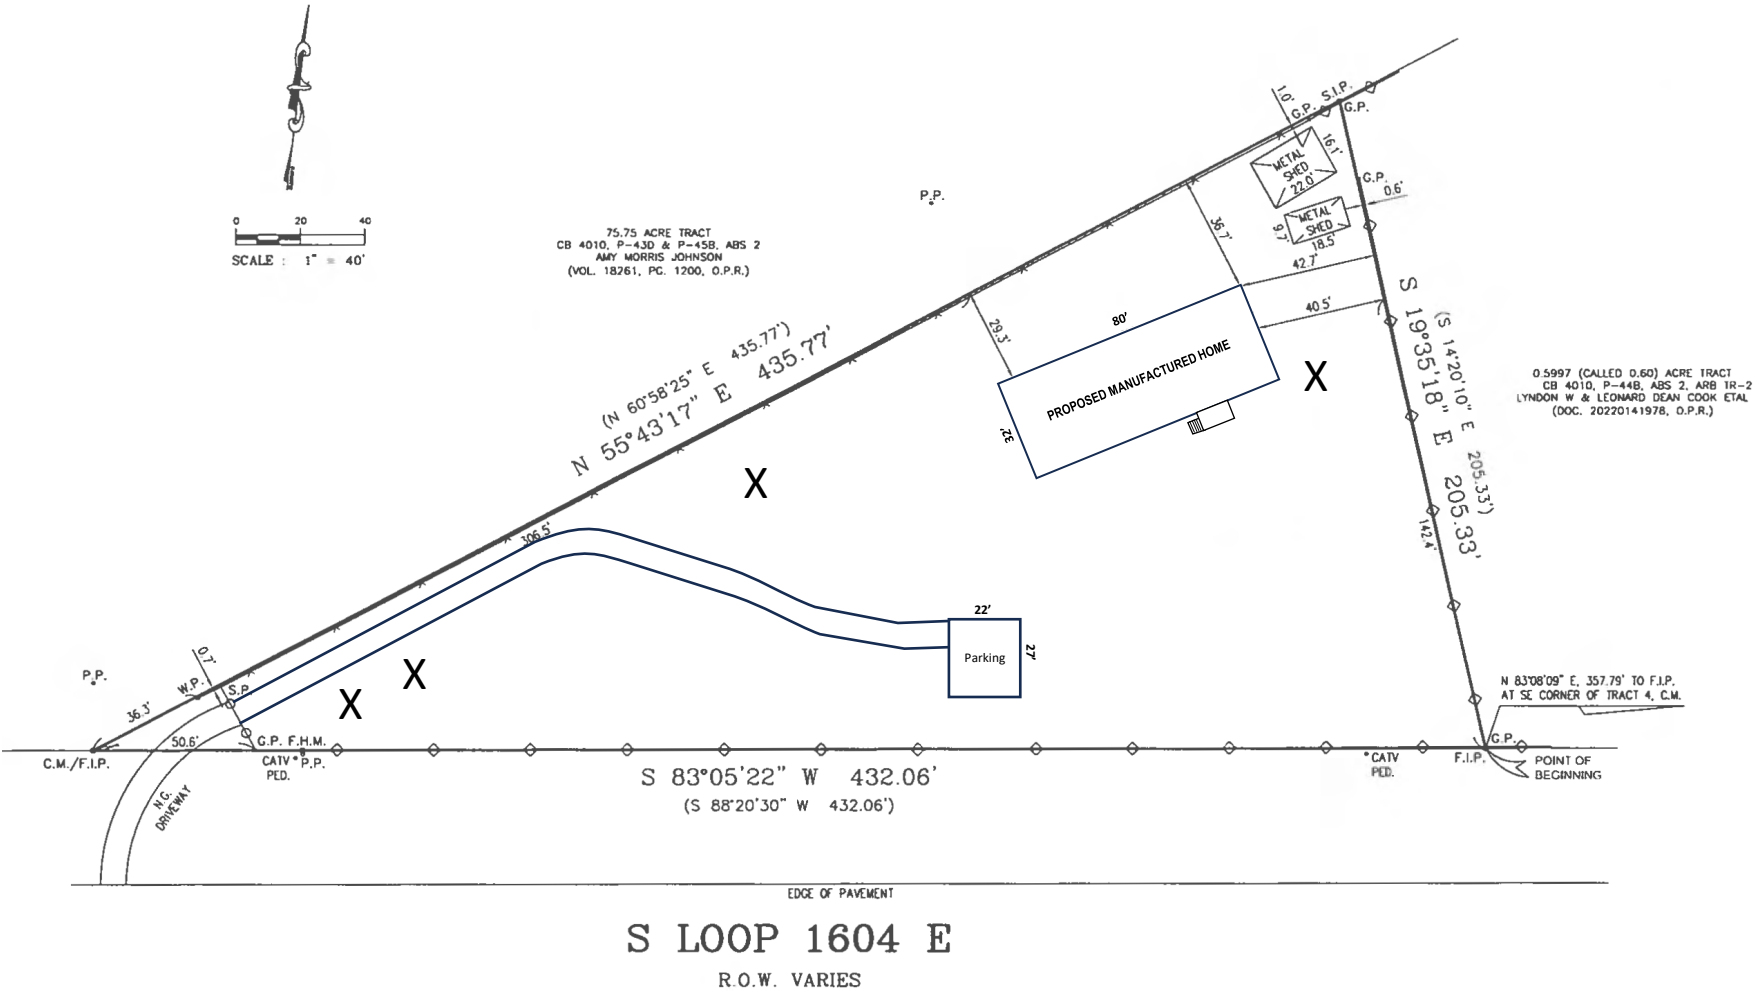 1.0'
G.P.
S.I.P.
G.P.
16.1'
METAL
SHED
22.0'
G.P.
0.6'
P.P.
METAL
SHED
9.7'
18.5'
36.7'
42.7'
0 20 40
SCALE : 1" = 40'
75.75 ACRE TRACT
CB 4010, P-43D & P-45B, ABS 2
AMY MORRIS JOHNSON
(VOL. 18261, PG. 1200, O.P.R.)
40.5'
29.3'
80'
PROPOSED MANUFACTURED HOME
32'
X
(N 60°58'25" E 435.77')
N 55°43'17" E 435.77'
(S 14°20'10" E 205.33')
S 19°35'18" E 205.33'
0.5997 (CALLED 0.60) ACRE TRACT
CB 4010, P-44B, ABS 2, ARB TR-2
LYNDON W & LEONARD DEAN COOK ETAL
(DOC. 20220141978, O.P.R.)
X
306.5'
142.4'
22'
27'
Parking
0.7'
P.P.
W.P.
S.P.
X
X
36.3'
50.6'
G.P. F.H.M.
C.M./F.I.P.
CATV P.P.
PED.
N.G.
DRIVEWAY
N 83°08'09" E, 357.79' TO F.I.P.
AT SE CORNER OF TRACT 4, C.M.
G.P.
CATV
PED.
F.I.P.
POINT OF
BEGINNING
S 83°05'22" W 432.06'
(S 88°20'30" W 432.06')
EDGE OF PAVEMENT
S LOOP 1604 E
R.O.W. VARIES